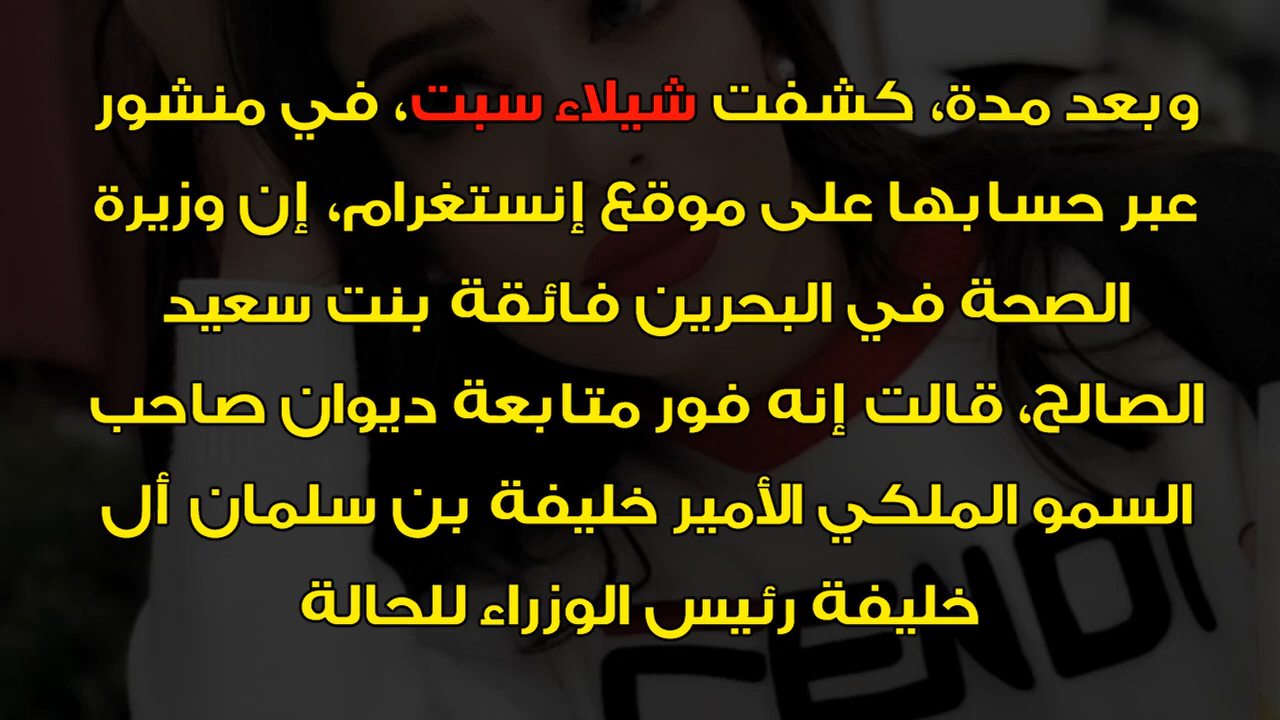 وبعد مدة، كشفت شيلاء سبت، في منشور
عبر حسابها على موقع إنستغرام، إن وزيرة
الصحة في البحرين فائقة بنت سعيد
الصالح، قالت إنه فور متابعة ديوان صاحب
السمو الملكي الأمير خليفة بن سلمان أل
خليفة رئيس الوزراء للحالة
FENDI